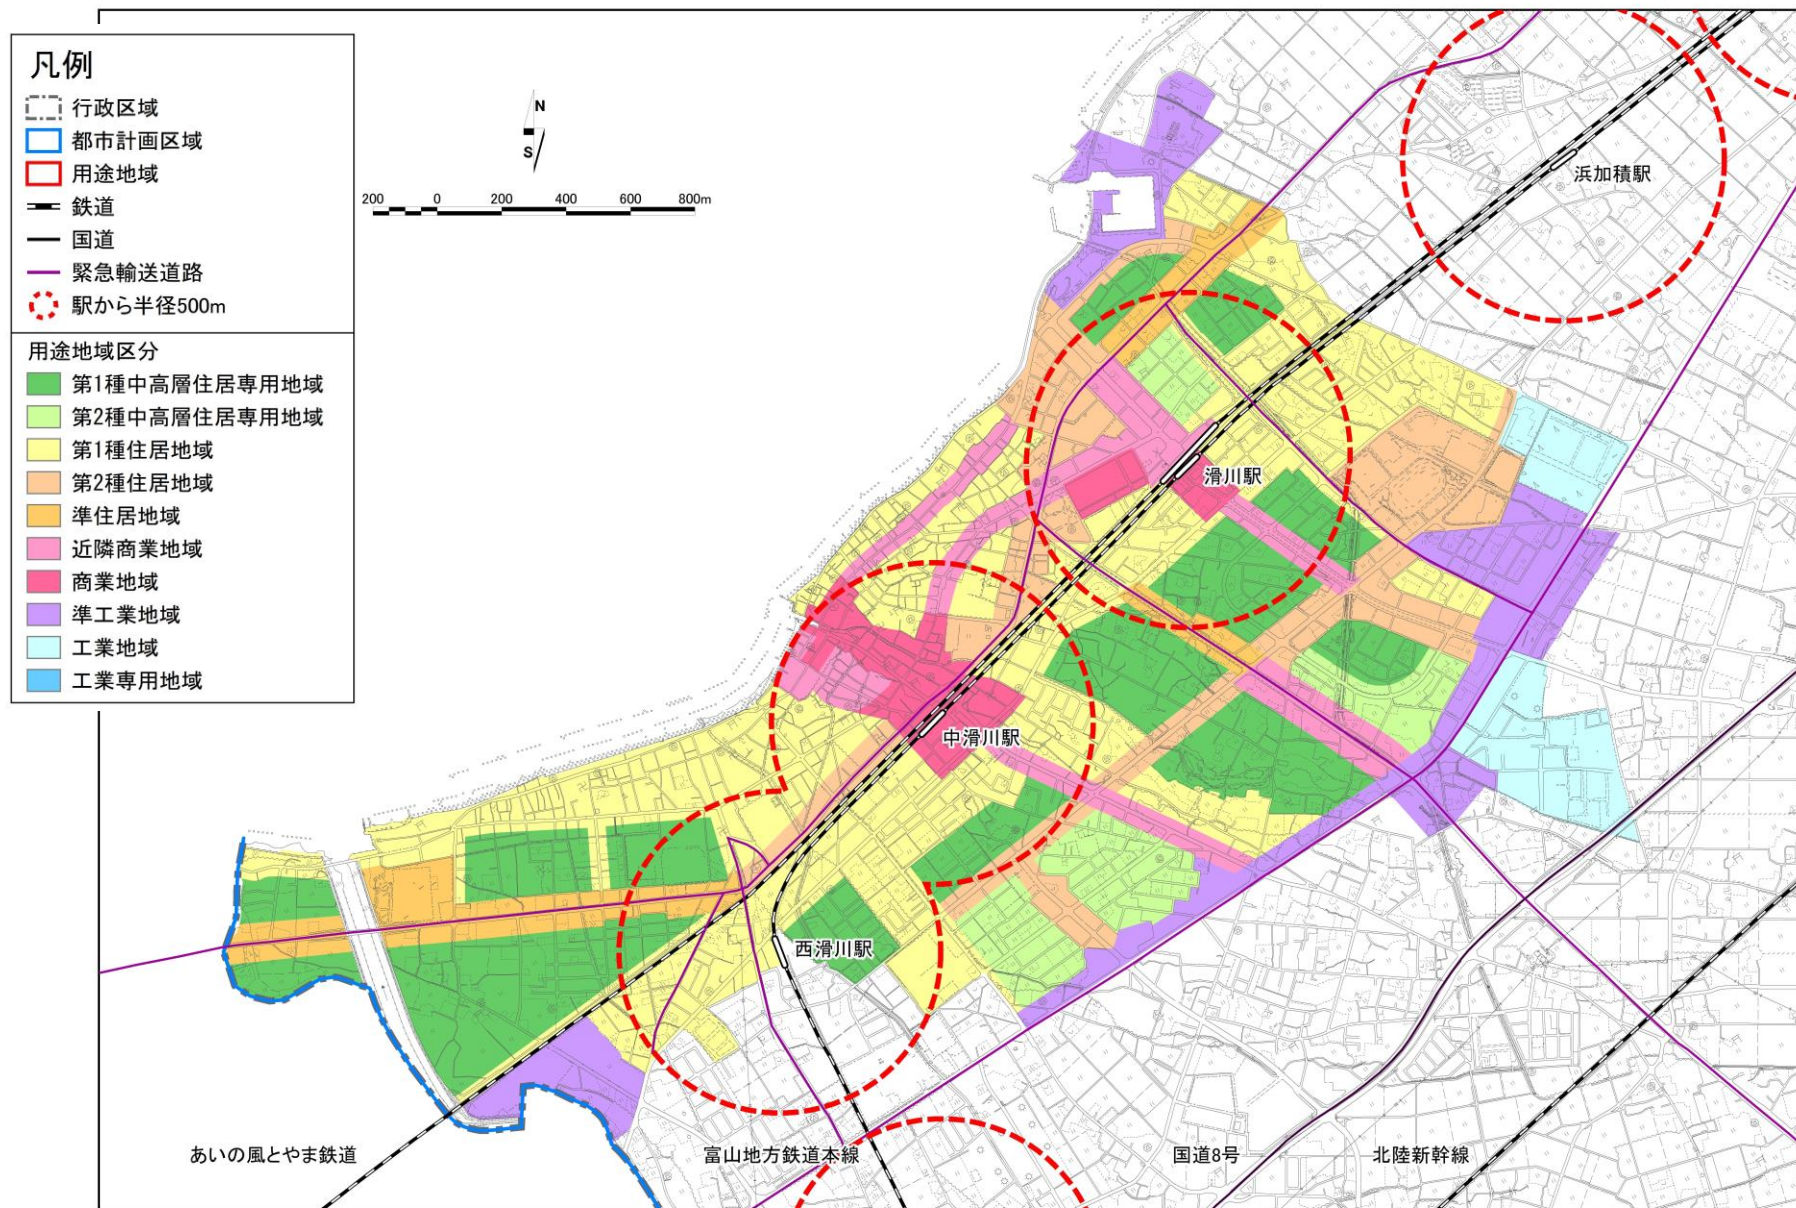 凡例
行政区域
都市計画区域
用途地域
鉄道
国道
緊急輸送道路
駅から半径500m
用途地域区分
第1種中高層住居専用地域
第2種中高層住居専用地域
第1種住居地域
第2種住居地域
準住居地域
近隣商業地域
商業地域
準工業地域
工業地域
工業専用地域
N
S
200 0 200 400 600 800m
浜加積駅
滑川駅
中滑川駅
西滑川駅
あいの風とやま鉄道
富山地方鉄道本線
国道8号
北陸新幹線